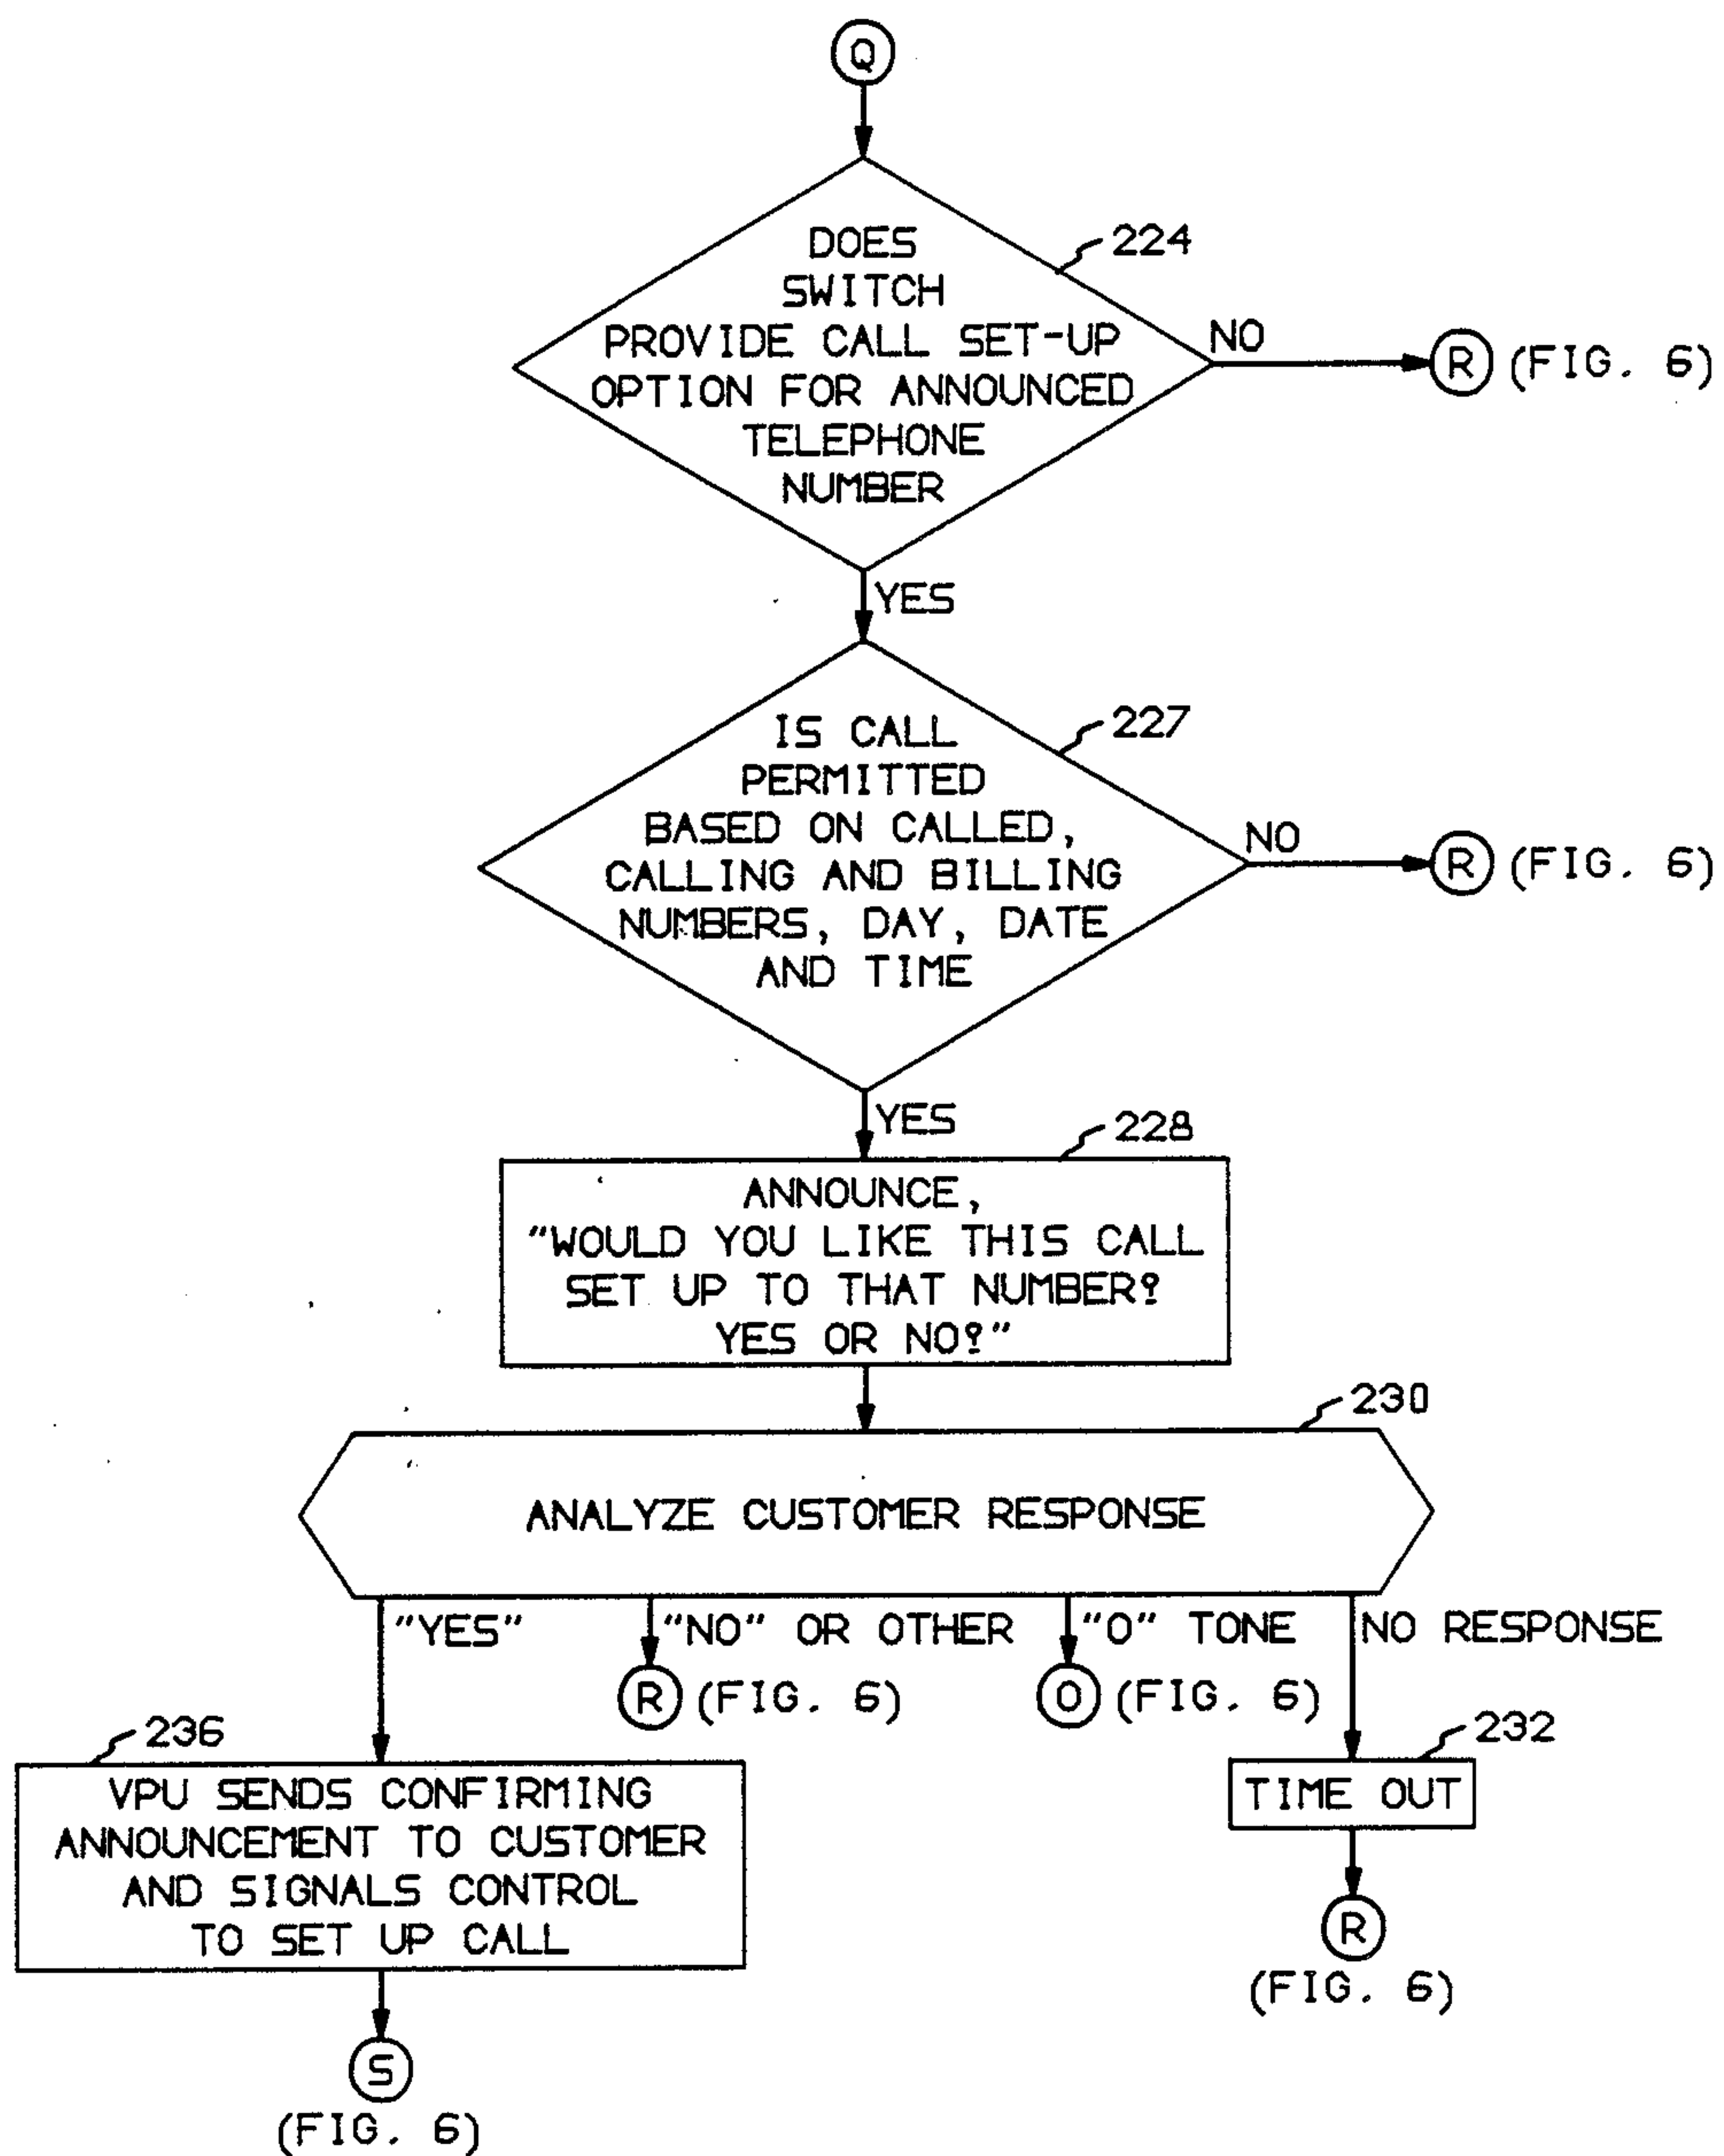 Q
DOES
SWITCH
PROVIDE CALL SET-UP
OPTION FOR ANNOUNCED
TELEPHONE
NUMBER
224
NO
R (FIG. 6)
YES
IS CALL
PERMITTED
BASED ON CALLED,
CALLING AND BILLING
NUMBERS, DAY, DATE
AND TIME
227
NO
R (FIG. 6)
YES
228
ANNOUNCE,
"WOULD YOU LIKE THIS CALL
SET UP TO THAT NUMBER?
YES OR NO?"
230
ANALYZE CUSTOMER RESPONSE
"YES"
"NO" OR OTHER
"0" TONE
NO RESPONSE
R (FIG. 6)
O (FIG. 6)
236
VPU SENDS CONFIRMING
ANNOUNCEMENT TO CUSTOMER
AND SIGNALS CONTROL
TO SET UP CALL
232
TIME OUT
R
(FIG. 6)
S
(FIG. 6)